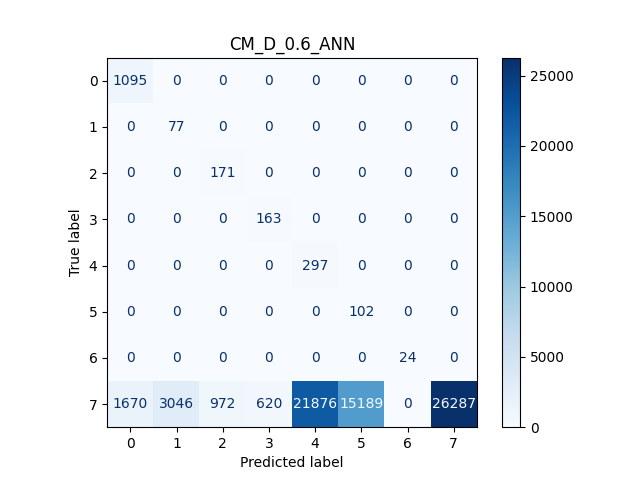 CM_D_0.6_ANN
0 1095 0 0 0 0 0 0 0
1 0 77 0 0 0 0 0 0
2 0 0 171 0 0 0 0 0
3 0 0 0 163 0 0 0 0
4 0 0 0 0 297 0 0 0
5 0 0 0 0 0 102 0 0
6 0 0 0 0 0 0 24 0
7 1670 3046 972 620 21876 15189 0 26287
0 1 2 3 4 5 6 7
Predicted label
True label
25000
20000
15000
10000
5000
0